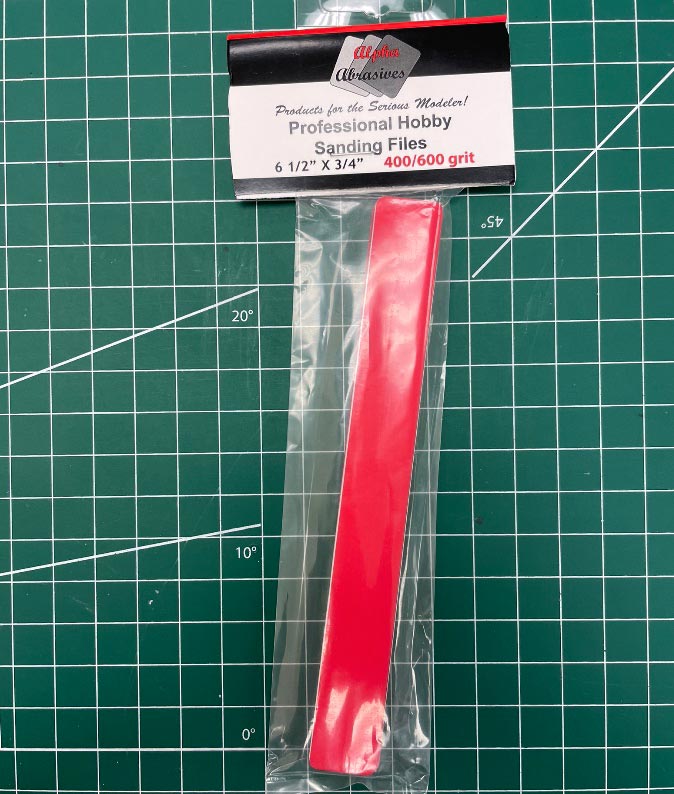 Alpha
Abrasives
Products for the Serious Modeler!
Professional Hobby
Sanding Files
6 1/2" X 3/4" 400/600 grit
45°
20°
10°
0°